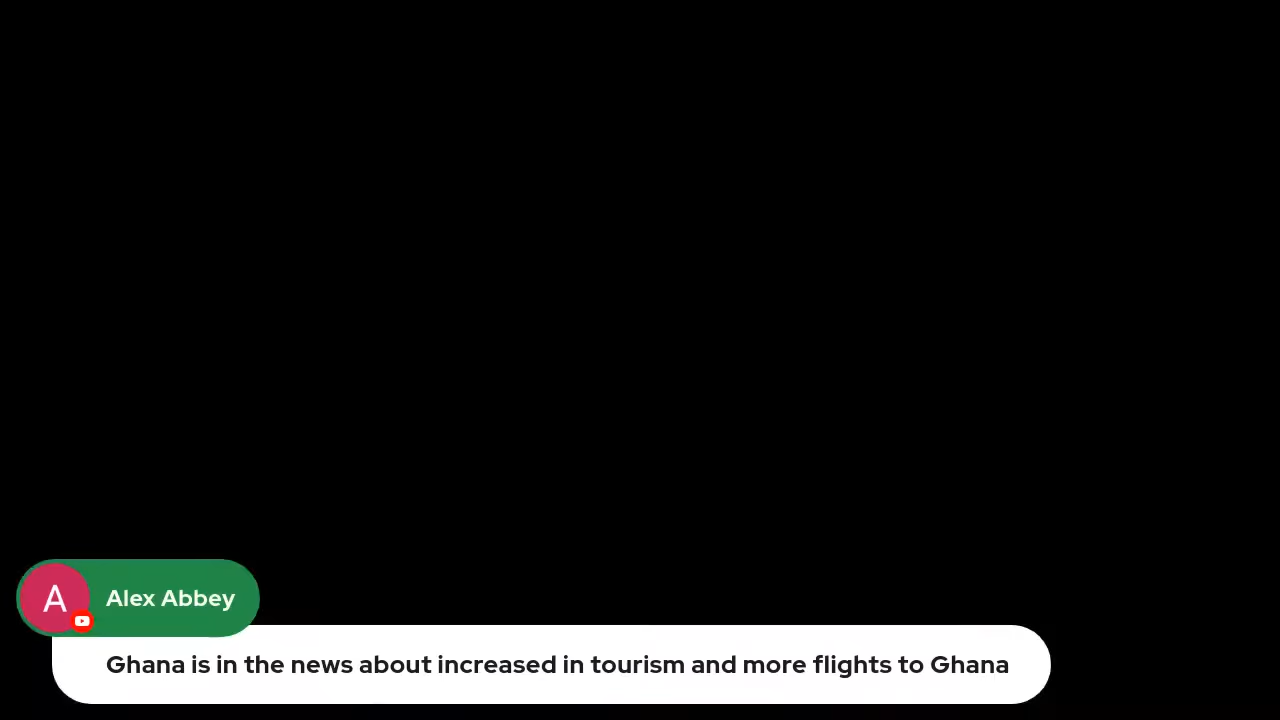 A
Alex Abbey
Ghana is in the news about increased in tourism and more flights to Ghana